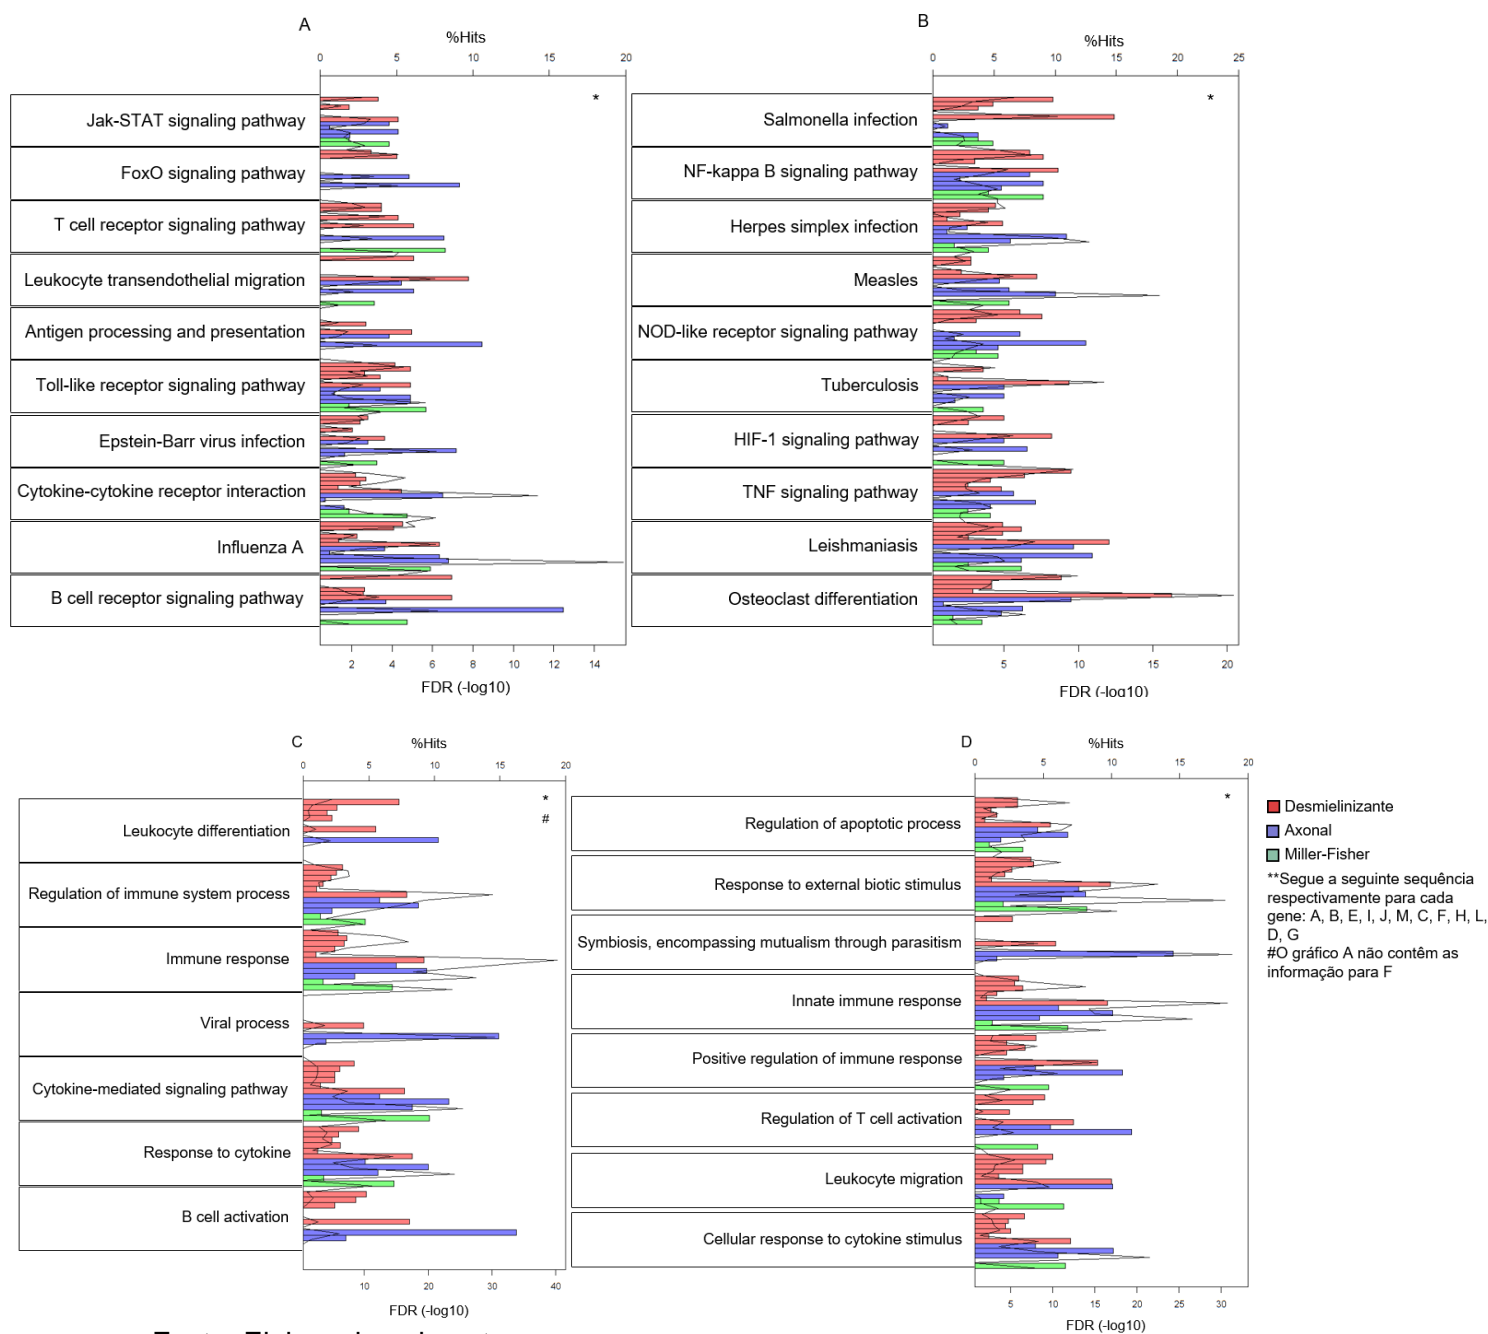 A
%Hits
0 5 10 15 20
*
Jak-STAT signaling pathway
FoxO signaling pathway
T cell receptor signaling pathway
Leukocyte transendothelial migration
Antigen processing and presentation
Toll-like receptor signaling pathway
Epstein-Barr virus infection
Cytokine-cytokine receptor interaction
Influenza A
B cell receptor signaling pathway
2 4 6 8 10 12 14
FDR (-log10)
B
%Hits
0 5 10 15 20 25
*
Salmonella infection
NF-kappa B signaling pathway
Herpes simplex infection
Measles
NOD-like receptor signaling pathway
Tuberculosis
HIF-1 signaling pathway
TNF signaling pathway
Leishmaniasis
Osteoclast differentiation
5 10 15 20
FDR (-log10)
C
%Hits
0 5 10 15 20
*
#
Leukocyte differentiation
Regulation of immune system process
Immune response
Viral process
Cytokine-mediated signaling pathway
Response to cytokine
B cell activation
10 20 30 40
FDR (-log10)
D
%Hits
0 5 10 15 20
*
Regulation of apoptotic process
Response to external biotic stimulus
Symbiosis, encompassing mutualism through parasitism
Innate immune response
Positive regulation of immune response
Regulation of T cell activation
Leukocyte migration
Cellular response to cytokine stimulus
5 10 15 20 25 30
FDR (-log10)
Desmielinizante
Axonal
Miller-Fisher
**Segue a seguinte sequência
respectivamente para cada
gene: A, B, E, I, J, M, C, F, H, L,
D, G
#O gráfico A não contêm as
informação para F